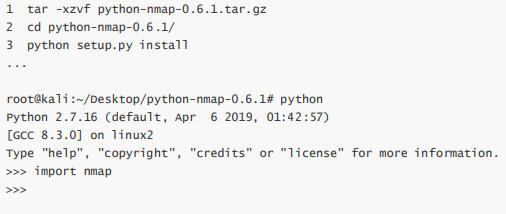 1 tar -xzvf python-nmap-0.6.1.tar.gz
2 cd python-nmap-0.6.1/
3 python setup.py install
...
root@kali:~/Desktop/python-nmap-0.6.1# python
Python 2.7.16 (default, Apr  6 2019, 01:42:57)
[GCC 8.3.0] on linux2
Type "help", "copyright", "credits" or "license" for more information.
>>> import nmap
>>>